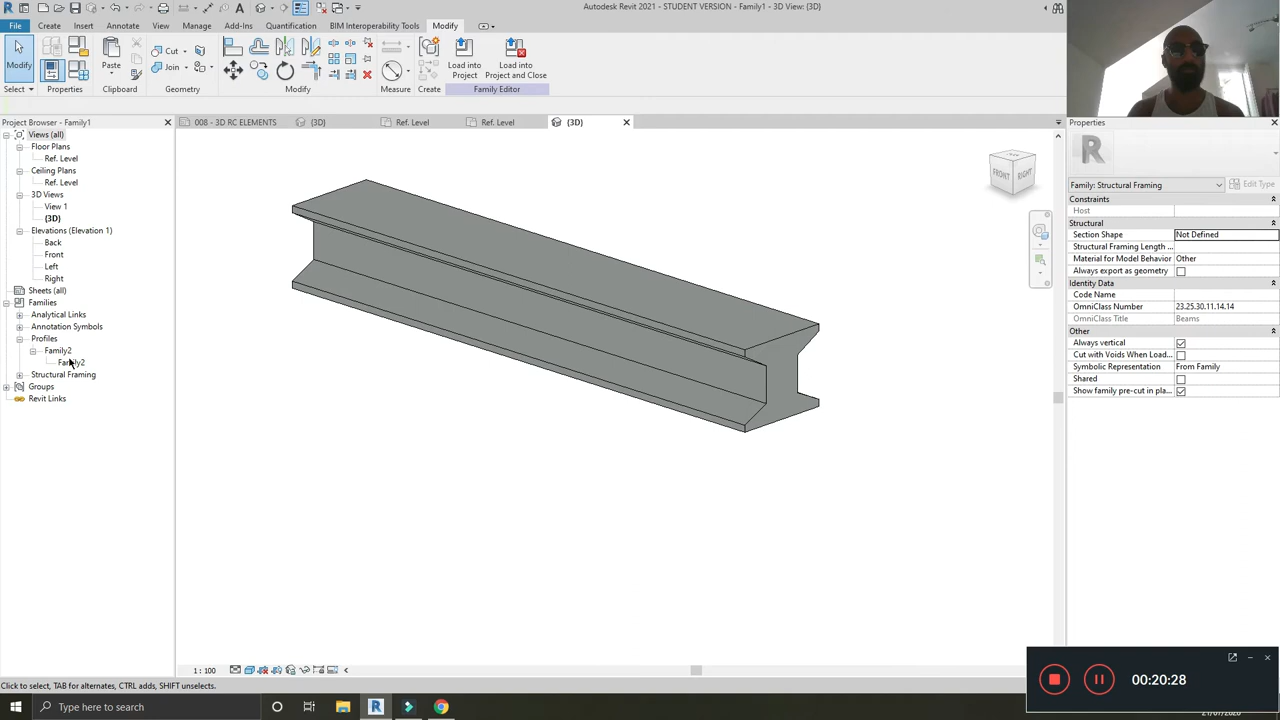 Autodesk Revit 2021 - STUDENT VERSION - Family1 - 3D View: {3D}
File Create Insert Annotate View Manage Add-Ins Quantification BIM Interoperability Tools Modify
Modify
Paste
Cut
Join
Load into Project
Load into Project and Close
Select Properties Clipboard Geometry Modify Measure Create Family Editor
Project Browser - Family1
008 - 3D RC ELEMENTS
{3D}
Ref. Level
Ref. Level
{3D}
Properties
Views (all)
Floor Plans
Ref. Level
Ceiling Plans
Ref. Level
3D Views
View 1
{3D}
Elevations (Elevation 1)
Back
Front
Left
Right
Sheets (all)
Families
Analytical Links
Annotation Symbols
Profiles
Family2
Family2
Structural Framing
Groups
Revit Links
FRONT RIGHT
Family: Structural Framing Edit Type
Constraints
Host
Structural
Section Shape Not Defined
Structural Framing Length ...
Material for Model Behavior Other
Always export as geometry
Identity Data
Code Name
OmniClass Number 23.25.30.11.14.14
OmniClass Title Beams
Other
Always vertical
Cut with Voids When Load...
Symbolic Representation From Family
Shared
Show family pre-cut in pla...
1 : 100
Click to select, TAB for alternates, CTRL adds, SHIFT unselects.
00:20:28
Type here to search